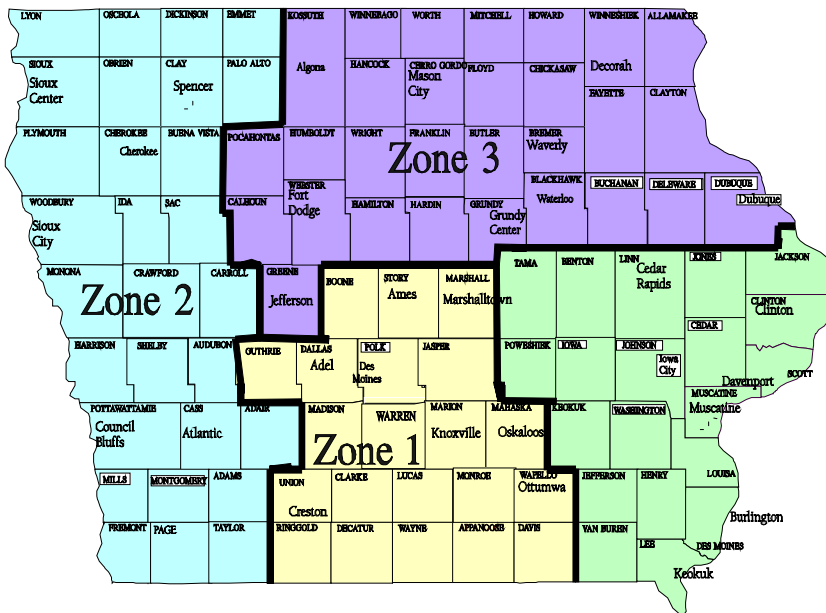 LYON
OSCHOLA
DICKINSON
EMMET
KOSSUTH
WINNEBAGO
WORTH
MITCHELL
HOWARD
WINNESHIEK
ALLAMAKEE
SIOUX
Sioux
Center
OBRIEN
CLAY
Spencer
PALO ALTO
Algona
HANCOCK
CERRO GORDO
Mason
City
FLOYD
CHICKASAW
Decorah
FAYETTE
CLAYTON
PLYMOUTH
CHEROKEE
Cherokee
BUENA VISTA
POCAHONTAS
HUMBOLDT
WRIGHT
FRANKLIN
BUTLER
BREMER
Waverly
Zone 3
WOODBURY
Sioux
City
IDA
SAC
CALHOUN
WEBSTER
Fort
Dodge
HAMILTON
HARDIN
GRUNDY
Grundy
Center
BLACKHAWK
Waterloo
BUCHANAN
DELEWARE
DUBUQUE
Dubuque
MONONA
CRAWFORD
CARROLL
GREENE
Jefferson
Zone 2
BOONE
STORY
Ames
MARSHALL
Marshalltown
TAMA
BENTON
LINN
Cedar
Rapids
JONES
JACKSON
CLINTON
Clinton
HARRISON
SHELBY
AUDUBON
GUTHRIE
DALLAS
Adel
POLK
Des
Moines
JASPER
POWESHIEK
IOWA
JOHNSON
Iowa
City
CEDAR
SCOTT
Davenport
MUSCATINE
Muscatine
POTTAWATTAMIE
Council
Bluffs
CASS
Atlantic
ADAIR
MADISON
WARREN
MARION
Knoxville
MAHASKA
Oskaloos
KEOKUK
WASHINGTON
LOUISA
Zone 1
MILLS
MONTGOMERY
ADAMS
UNION
Creston
CLARKE
LUCAS
MONROE
WAPELLO
Ottumwa
JEFFERSON
HENRY
Burlington
FREMONT
PAGE
TAYLOR
RINGGOLD
DECATUR
WAYNE
APPANOOSE
DAVIS
VAN BUREN
LEE
DES MOINES
Keokuk